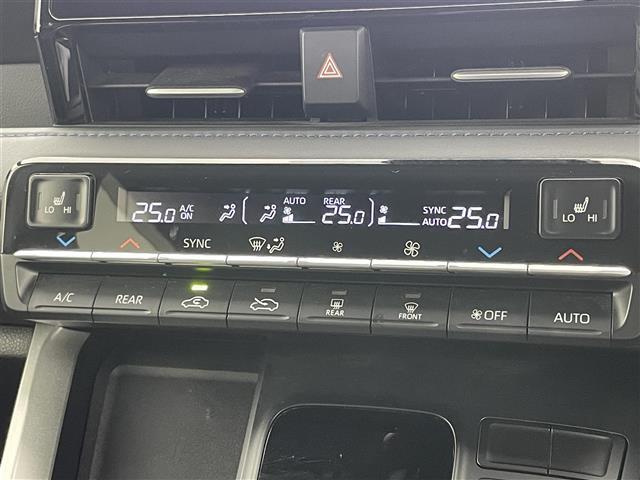 LO HI
25.0 A/C ON AUTO REAR 25.0 SYNC AUTO 25.0
LO HI
SYNC
A/C REAR REAR FRONT OFF AUTO